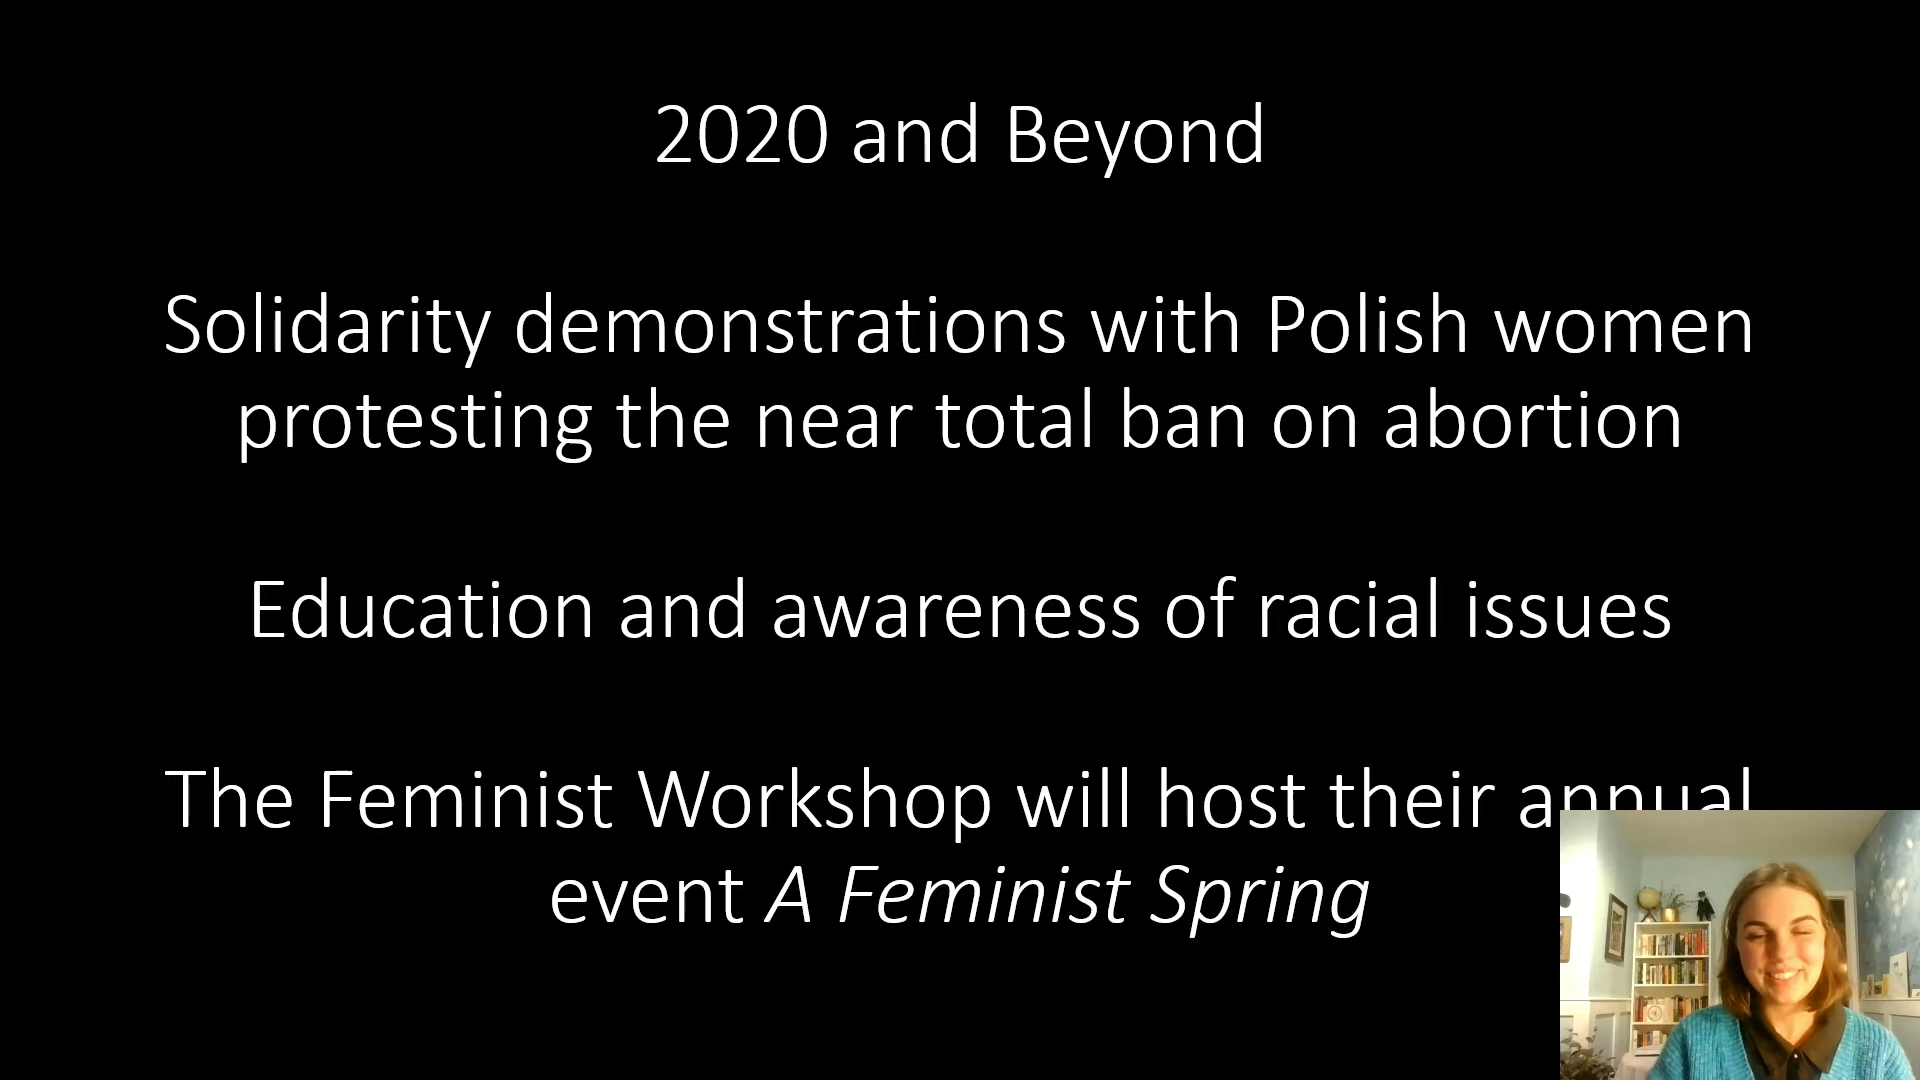 2020 and Beyond
Solidarity demonstrations with Polish women
protesting the near total ban on abortion
Education and awareness of racial issues
The Feminist Workshop will host their annual
event A Feminist Spring